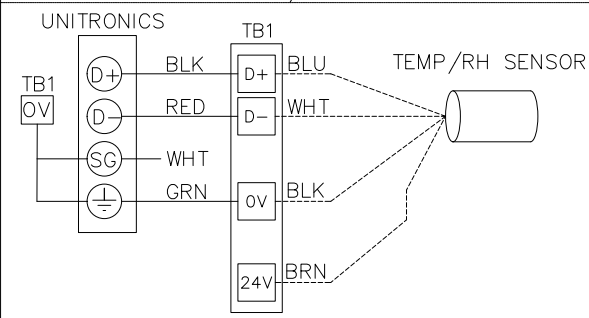 UNITRONICS
TB1
TEMP/RH SENSOR
D+ BLK D+ BLU
TB1
0V
D- RED D- WHT
SG WHT
GRN 0V BLK
24V BRN